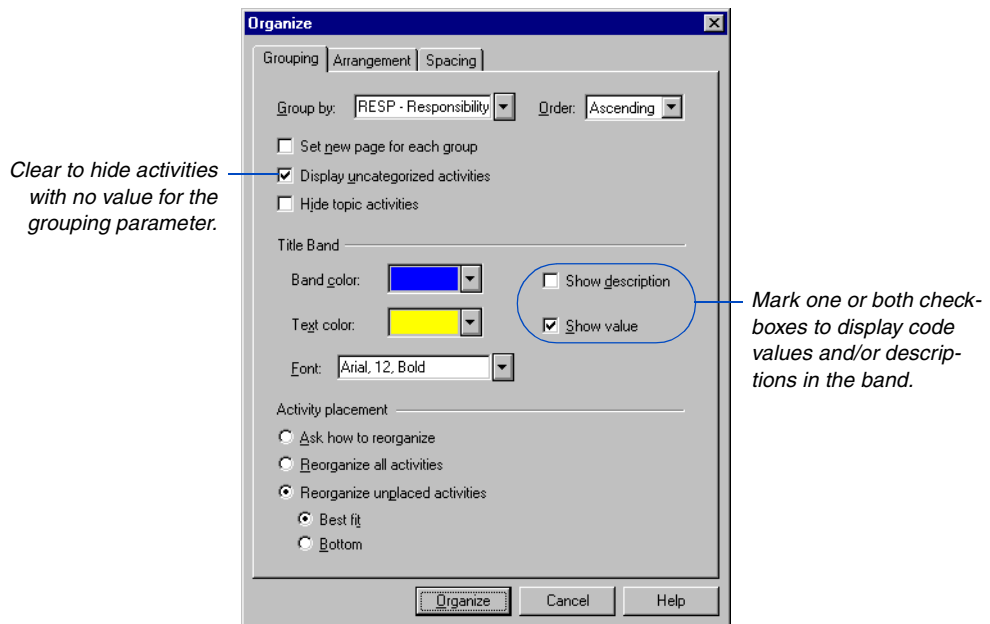 Organize
Grouping Arrangement Spacing
Group by: RESP - Responsibility Order: Ascending
Set new page for each group
Display uncategorized activities
Hide topic activities
Clear to hide activities
with no value for the
grouping parameter.
Title Band
Band color:
Show description
Text color:
Show value
Font: Arial, 12, Bold
Mark one or both check-
boxes to display code
values and/or descrip-
tions in the band.
Activity placement
Ask how to reorganize
Reorganize all activities
Reorganize unplaced activities
Best fit
Bottom
Organize Cancel Help